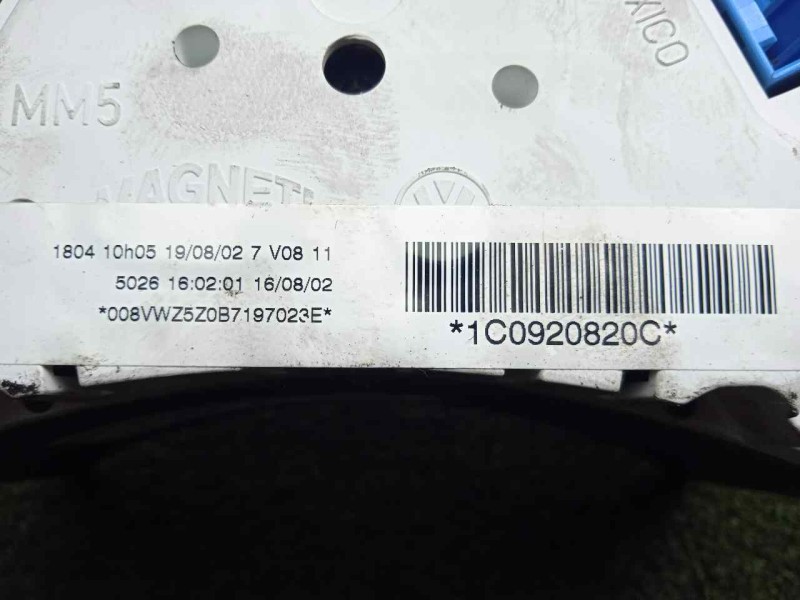 XICO
MM5
MAGNETI
1804 10h05 19/08/02 7 V08 11
5026 16:02:01 16/08/02
*008VWZ5Z0B7197023E*
*1C0920820C*